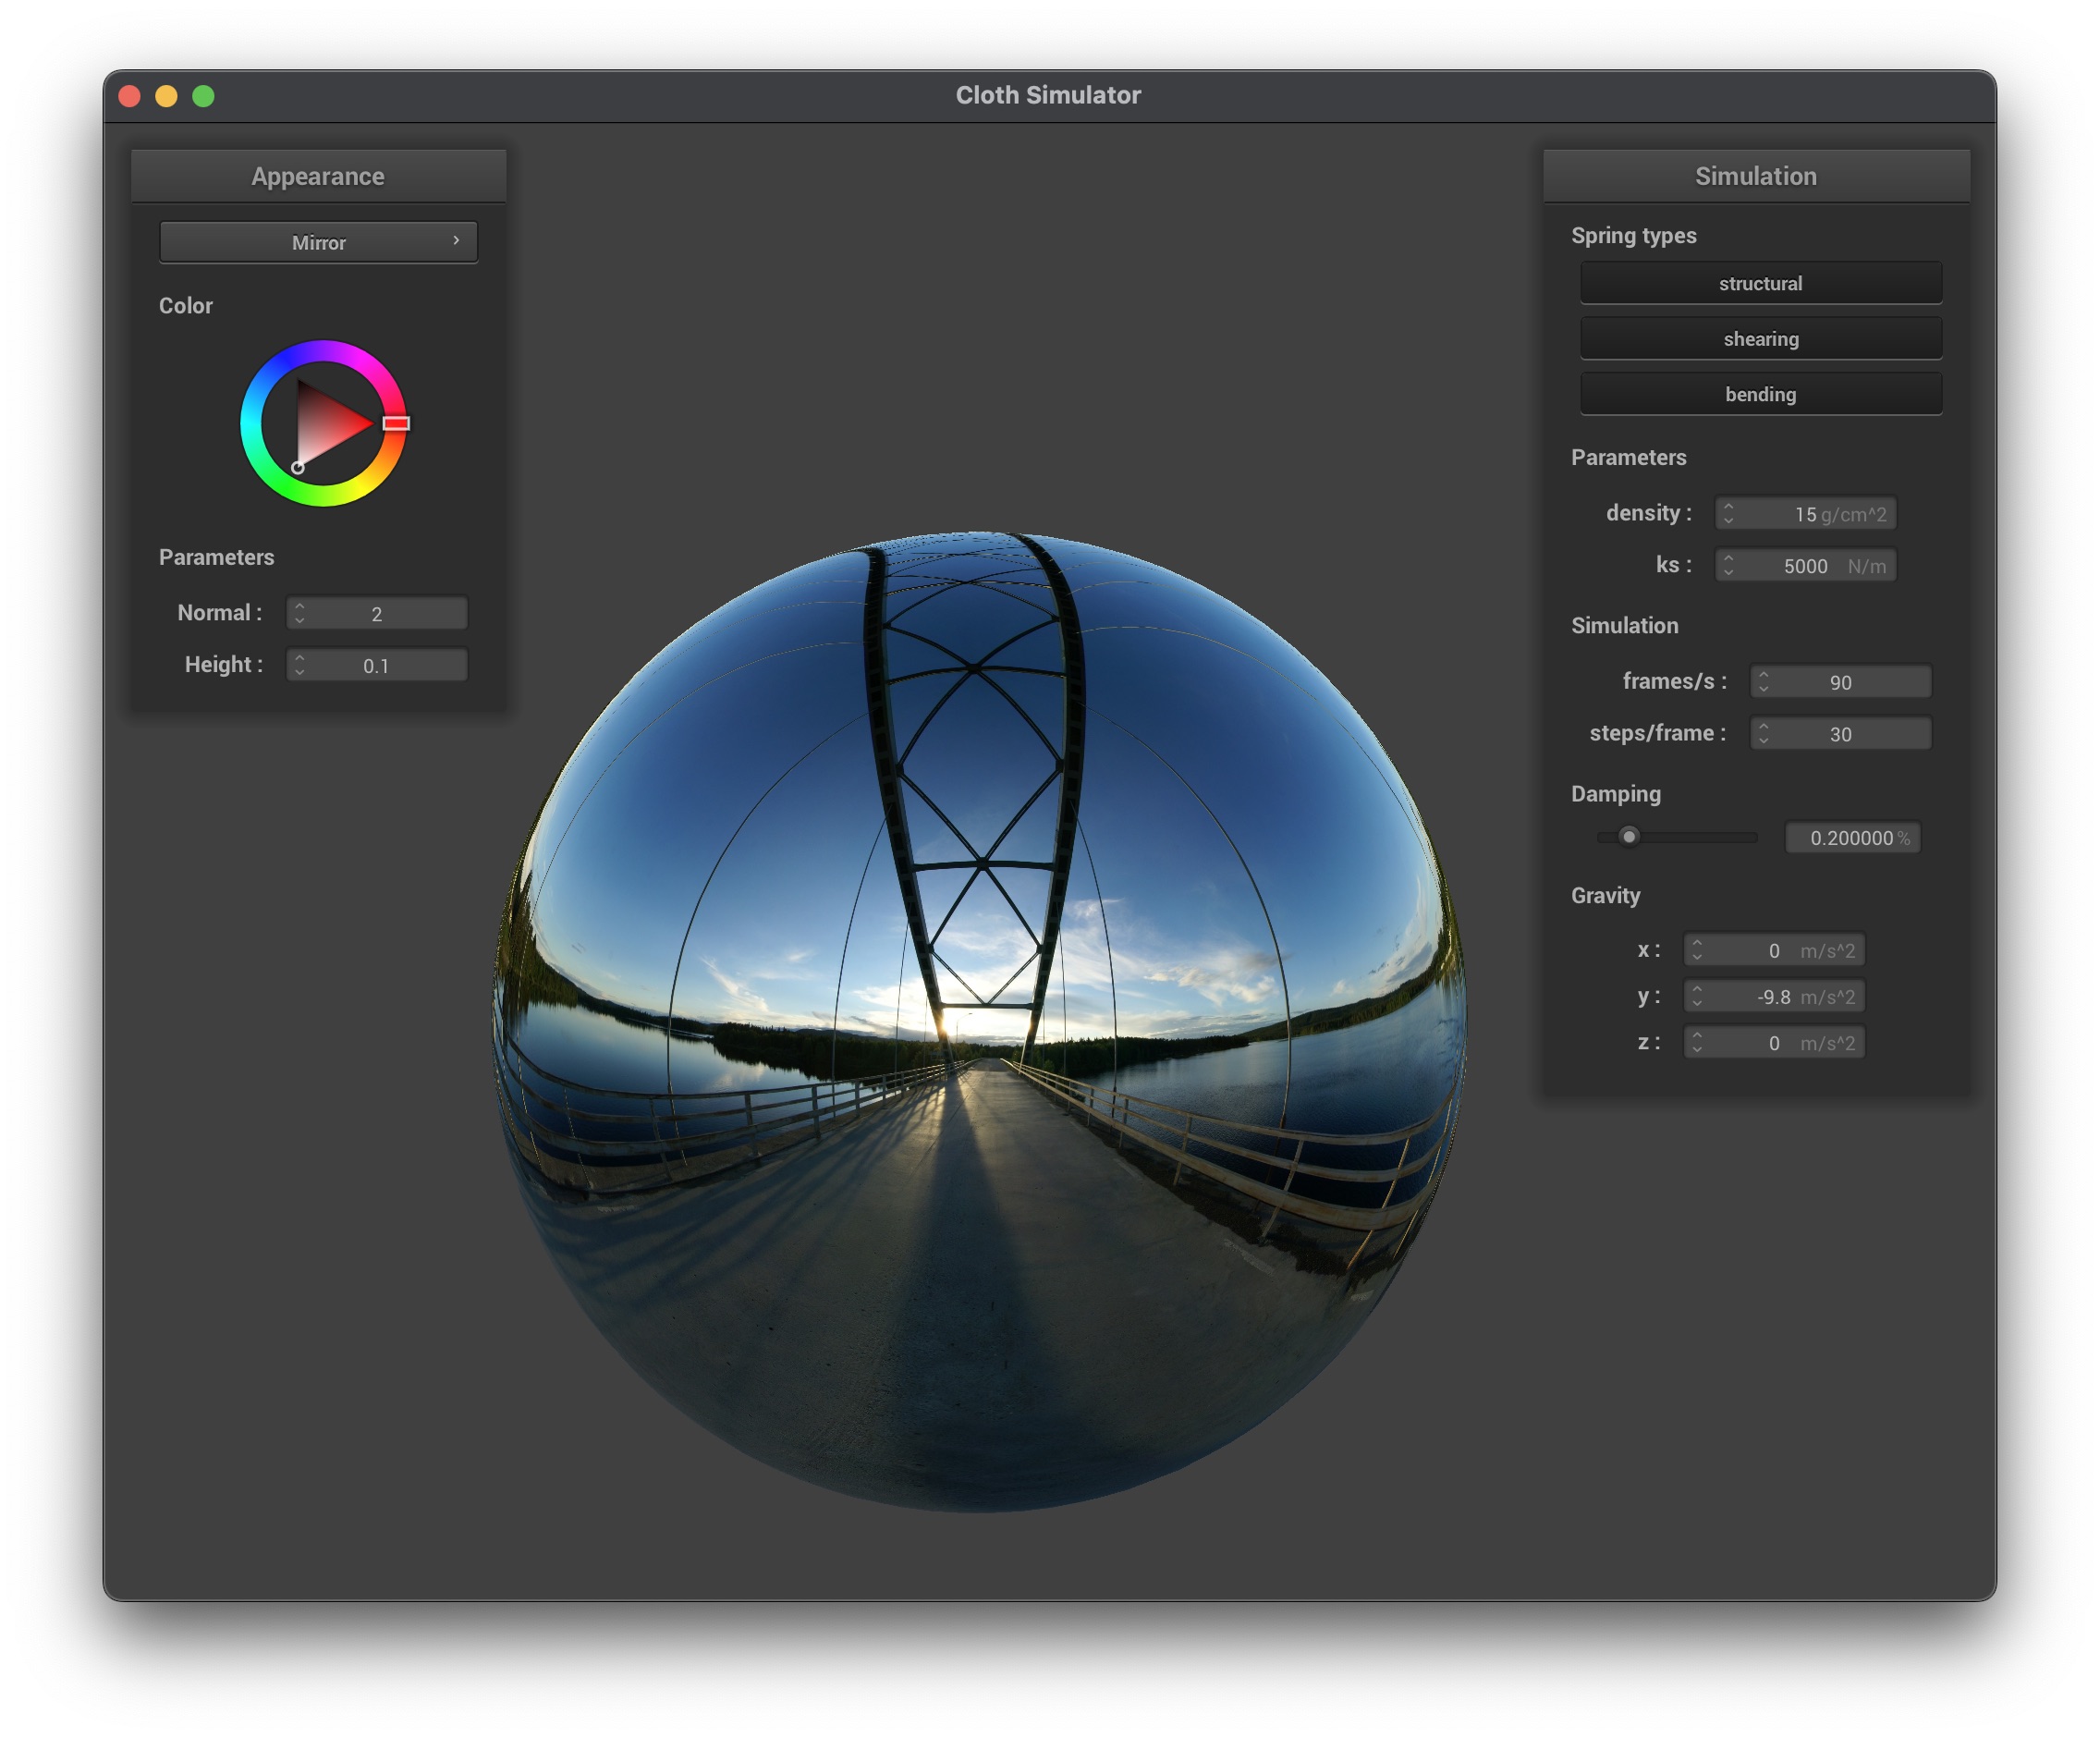 Cloth Simulator
Appearance
Mirror
Color
Parameters
Normal : 2
Height : 0.1
Simulation
Spring types
structural
shearing
bending
Parameters
density : 15 g/cm^2
ks : 5000 N/m
Simulation
frames/s : 90
steps/frame : 30
Damping
0.200000 %
Gravity
x : 0 m/s^2
y : -9.8 m/s^2
z : 0 m/s^2